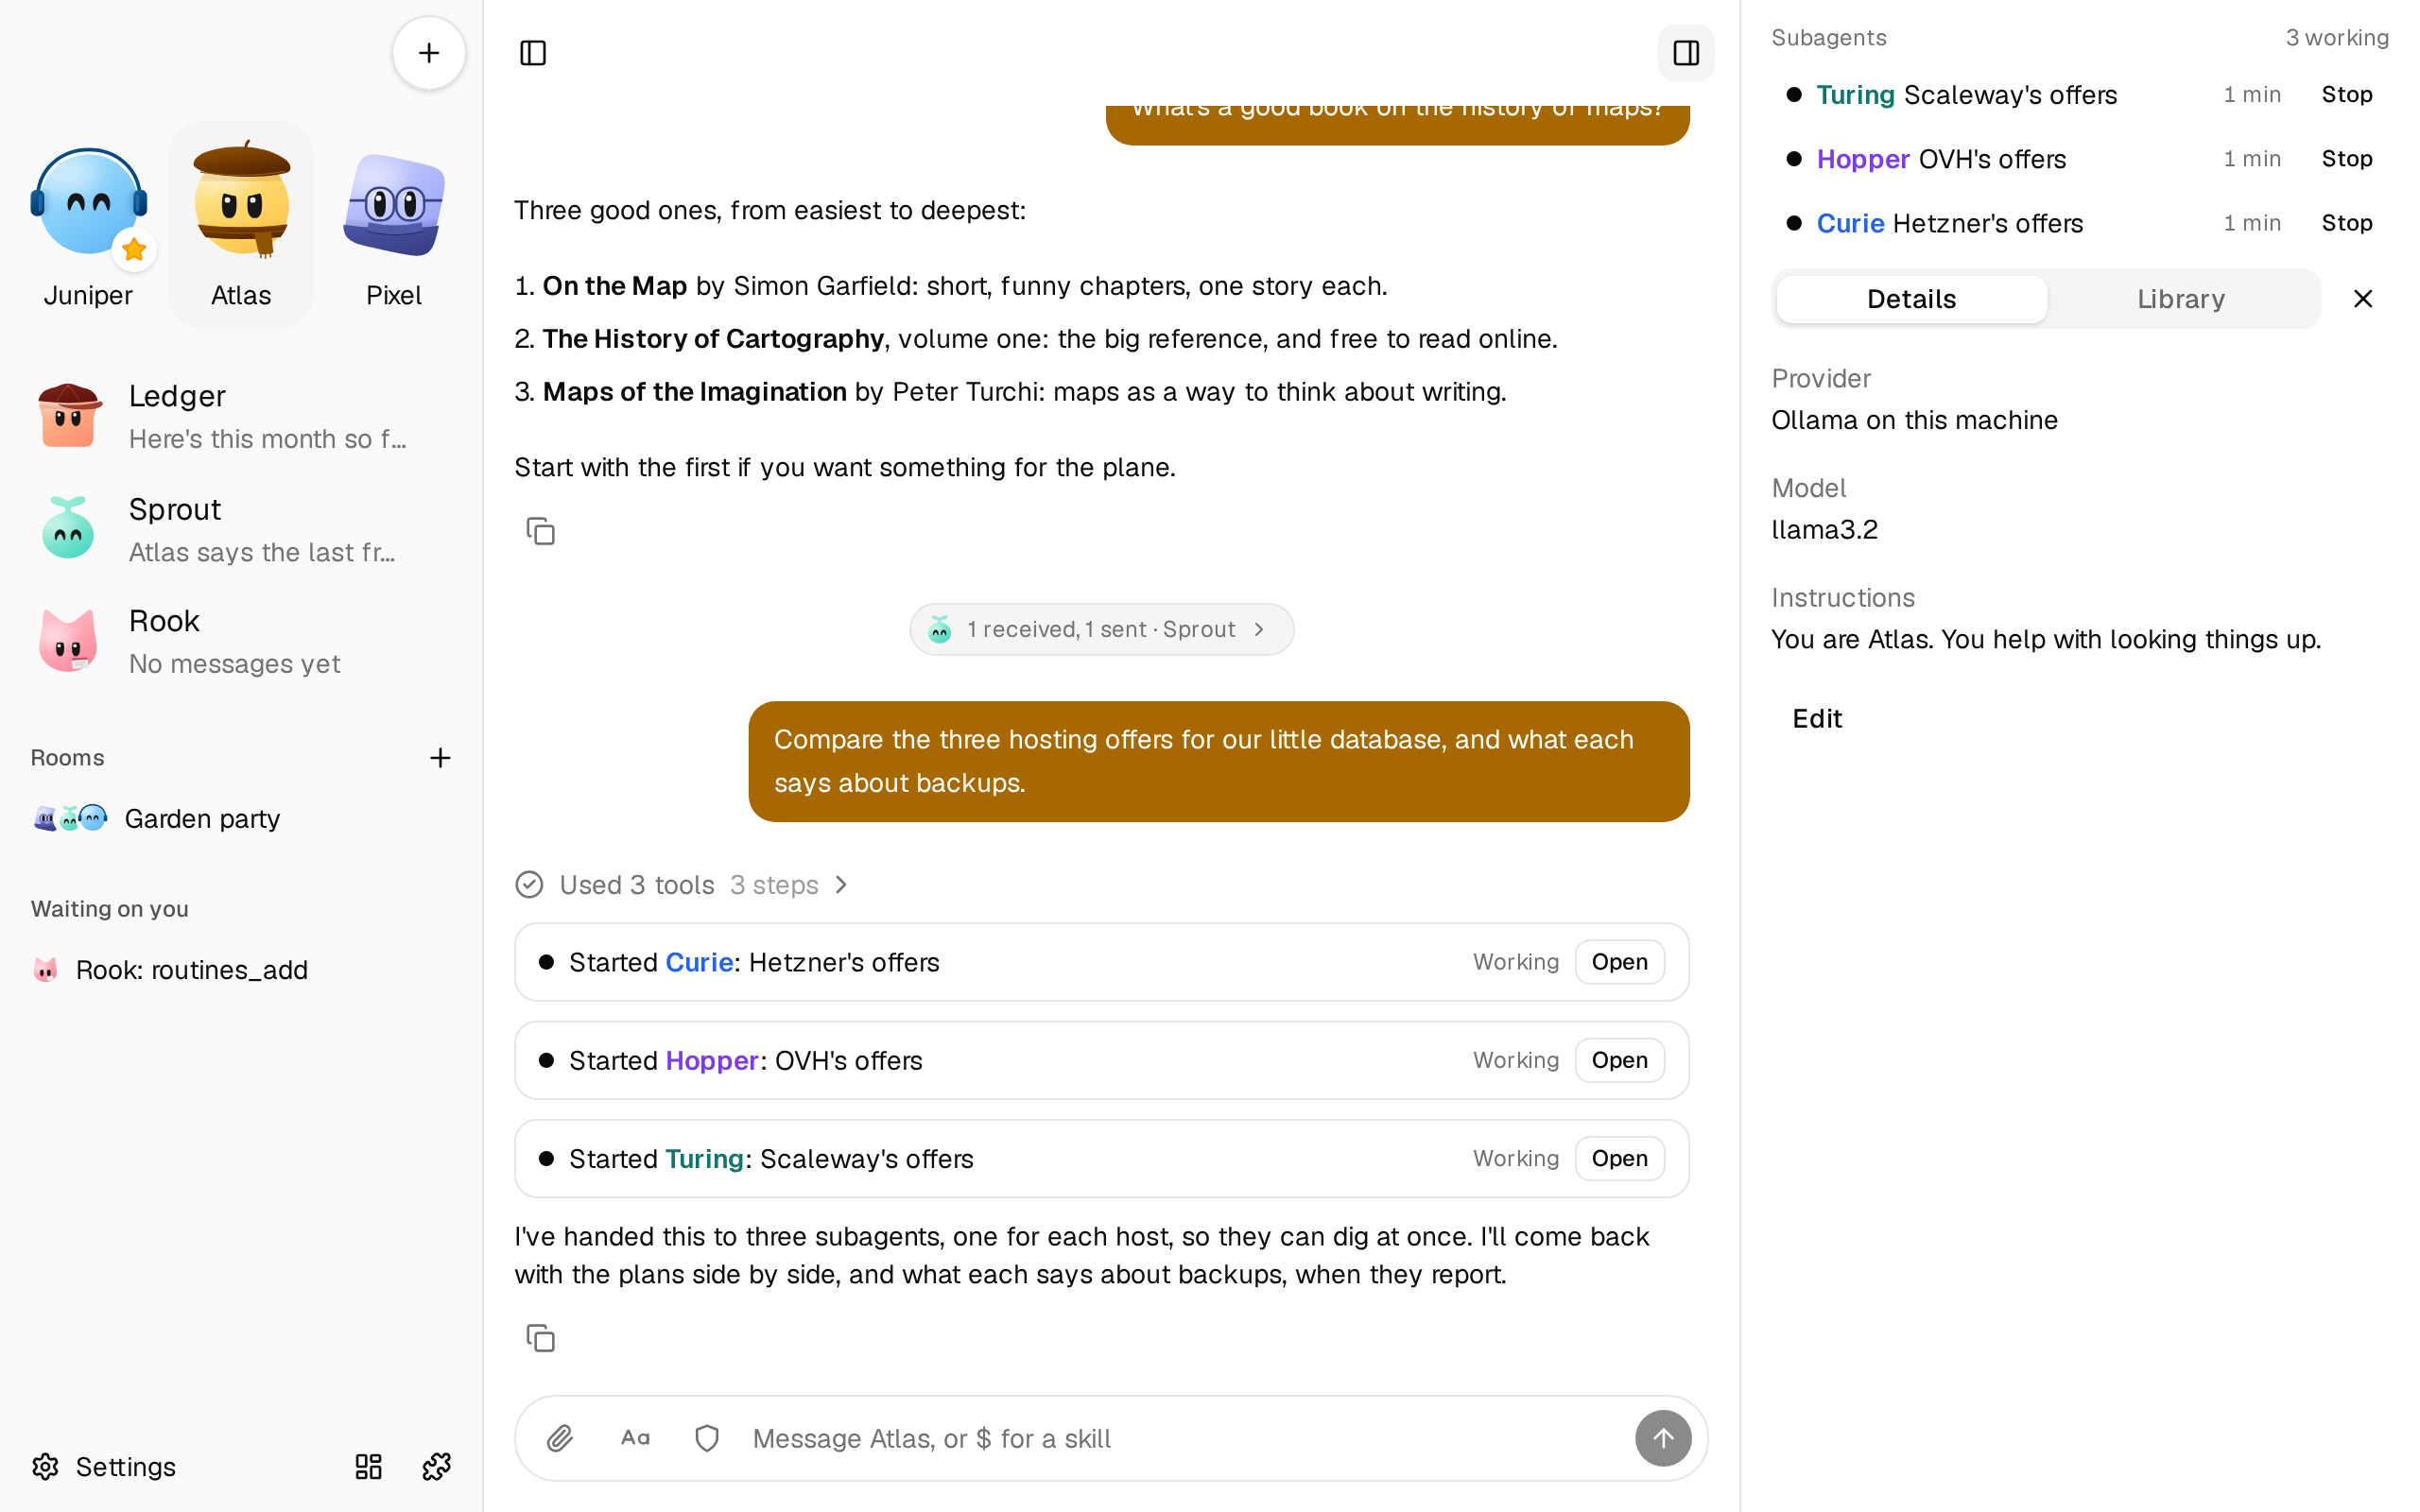 Juniper
Atlas
Pixel
Ledger
Here's this month so f...
Sprout
Atlas says the last fr...
Rook
No messages yet
Rooms
Garden party
Waiting on you
Rook: routines_add
Settings
What's a good book on the history of maps?
Three good ones, from easiest to deepest:
1. On the Map by Simon Garfield: short, funny chapters, one story each.
2. The History of Cartography, volume one: the big reference, and free to read online.
3. Maps of the Imagination by Peter Turchi: maps as a way to think about writing.
Start with the first if you want something for the plane.
1 received, 1 sent · Sprout
Compare the three hosting offers for our little database, and what each
says about backups.
Used 3 tools 3 steps
Started Curie: Hetzner's offers Working Open
Started Hopper: OVH's offers Working Open
Started Turing: Scaleway's offers Working Open
I've handed this to three subagents, one for each host, so they can dig at once. I'll come back
with the plans side by side, and what each says about backups, when they report.
Aa Message Atlas, or $ for a skill
Subagents 3 working
Turing Scaleway's offers 1 min Stop
Hopper OVH's offers 1 min Stop
Curie Hetzner's offers 1 min Stop
Details Library
Provider
Ollama on this machine
Model
llama3.2
Instructions
You are Atlas. You help with looking things up.
Edit